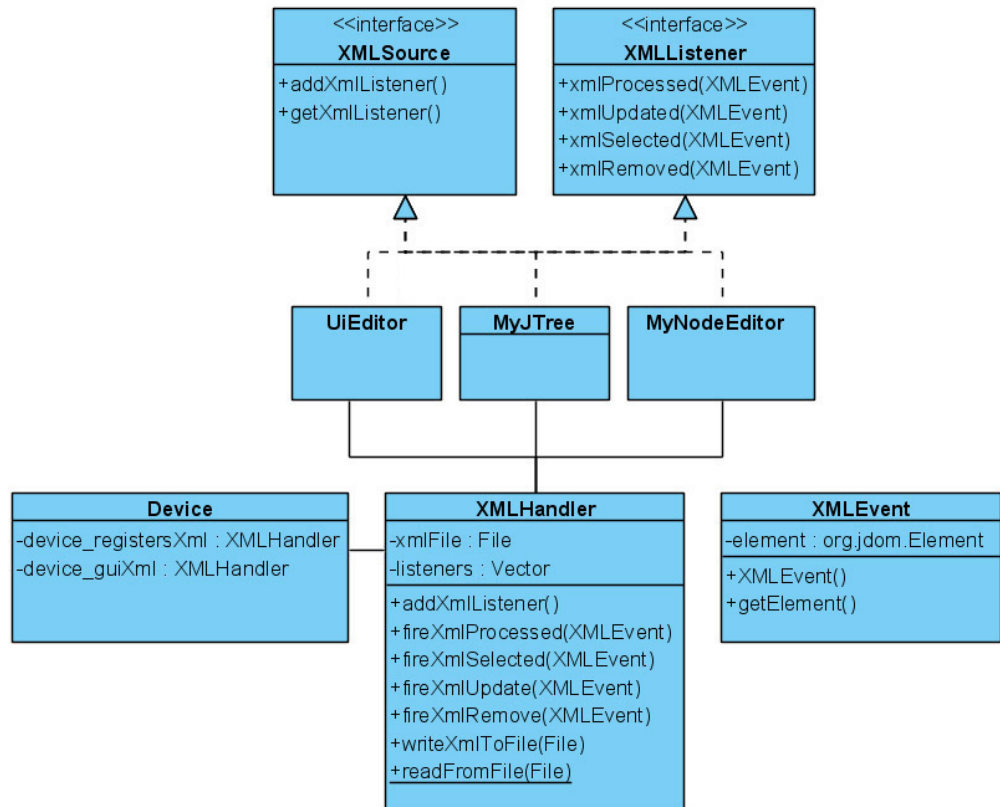 <<interface>>
XMLSource
+addXmlListener()
+getXmlListener()
<<interface>>
XMLListener
+xmlProcessed(XMLEvent)
+xmlUpdated(XMLEvent)
+xmlSelected(XMLEvent)
+xmlRemoved(XMLEvent)
UiEditor
MyJTree
MyNodeEditor
Device
-device_registersXml : XMLHandler
-device_guiXml : XMLHandler
XMLHandler
-xmlFile : File
-listeners : Vector
+addXmlListener()
+fireXmlProcessed(XMLEvent)
+fireXmlSelected(XMLEvent)
+fireXmlUpdate(XMLEvent)
+fireXmlRemove(XMLEvent)
+writeXmlToFile(File)
+readFromFile(File)
XMLEvent
-element : org.jdom.Element
+XMLEvent()
+getElement()